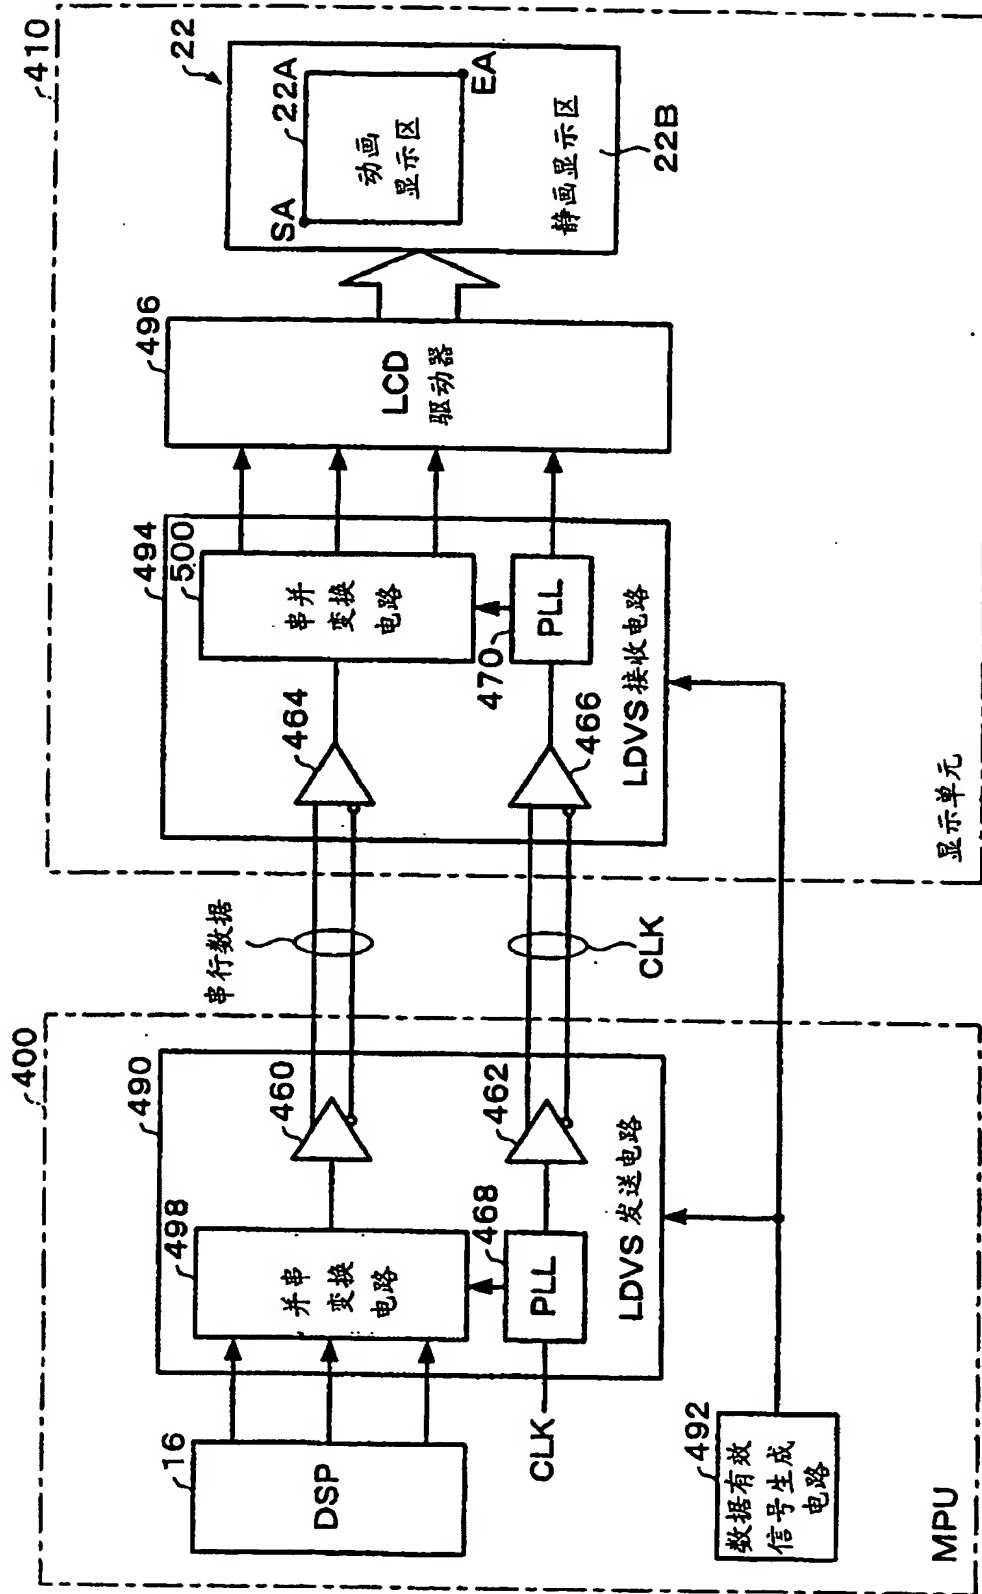 400
MPU
16
DSP
490
498
并串
变换
电路
460
462
468
PLL
CLK
LDVS 发送电路
492
数据有效
信号生成
电路
串行数据
CLK
410
显示单元
494
500
串并
变换
电路
464
466
470
PLL
LDVS 接收电路
496
LCD
驱动器
22
22A
SA
EA
动画
显示区
静画显示区
22B